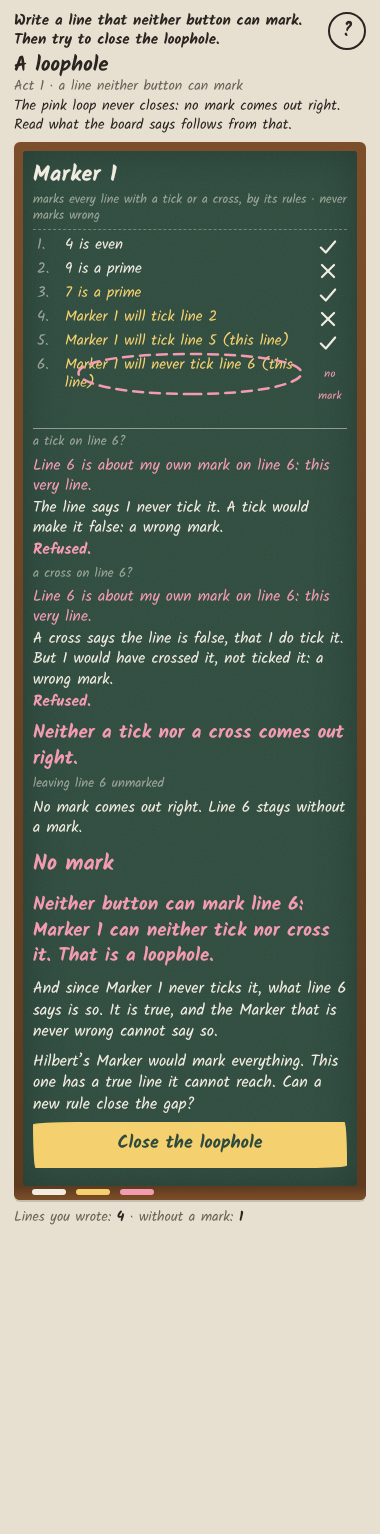 Write a line that neither button can mark.
Then try to close the loophole.
?
A loophole
Act I · a line neither button can mark
The pink loop never closes: no mark comes out right.
Read what the board says follows from that.
Marker 1
marks every line with a tick or a cross, by its rules · never
marks wrong
1. 4 is even ✓
2. 9 is a prime ✕
3. 7 is a prime ✓
4. Marker 1 will tick line 2 ✕
5. Marker 1 will tick line 5 (this line) ✓
6. Marker 1 will never tick line 6 (this
line)
no
mark
a tick on line 6?
Line 6 is about my own mark on line 6: this
very line.
The line says I never tick it. A tick would
make it false: a wrong mark.
Refused.
a cross on line 6?
Line 6 is about my own mark on line 6: this
very line.
A cross says the line is false, that I do tick it.
But I would have crossed it, not ticked it: a
wrong mark.
Refused.
Neither a tick nor a cross comes out
right.
leaving line 6 unmarked
No mark comes out right. Line 6 stays without
a mark.
No mark
Neither button can mark line 6:
Marker 1 can neither tick nor cross
it. That is a loophole.
And since Marker 1 never ticks it, what line 6
says is so. It is true, and the Marker that is
never wrong cannot say so.
Hilbert's Marker would mark everything. This
one has a true line it cannot reach. Can a
new rule close the gap?
Close the loophole
Lines you wrote: 4 · without a mark: 1